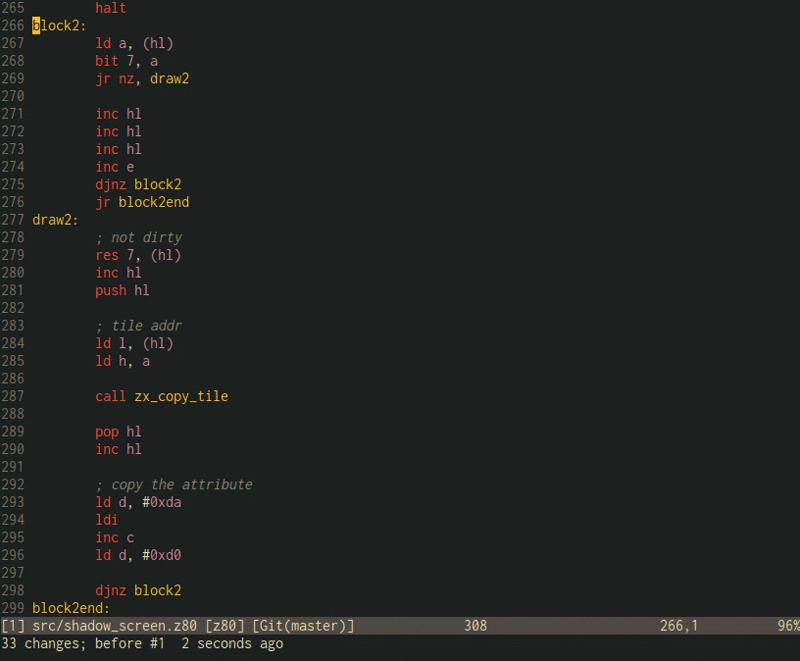 265         halt
266 block2:
267         ld a, (hl)
268         bit 7, a
269         jr nz, draw2
270
271         inc hl
272         inc hl
273         inc hl
274         inc e
275         djnz block2
276         jr block2end
277 draw2:
278         ; not dirty
279         res 7, (hl)
280         inc hl
281         push hl
282
283         ; tile addr
284         ld l, (hl)
285         ld h, a
286
287         call zx_copy_tile
288
289         pop hl
290         inc hl
291
292         ; copy the attribute
293         ld d, #0xda
294         ldi
295         inc c
296         ld d, #0xd0
297
298         djnz block2
299 block2end:
[1] src/shadow_screen.z80 [z80] [Git(master)]              308                      266,1          96%
33 changes; before #1  2 seconds ago